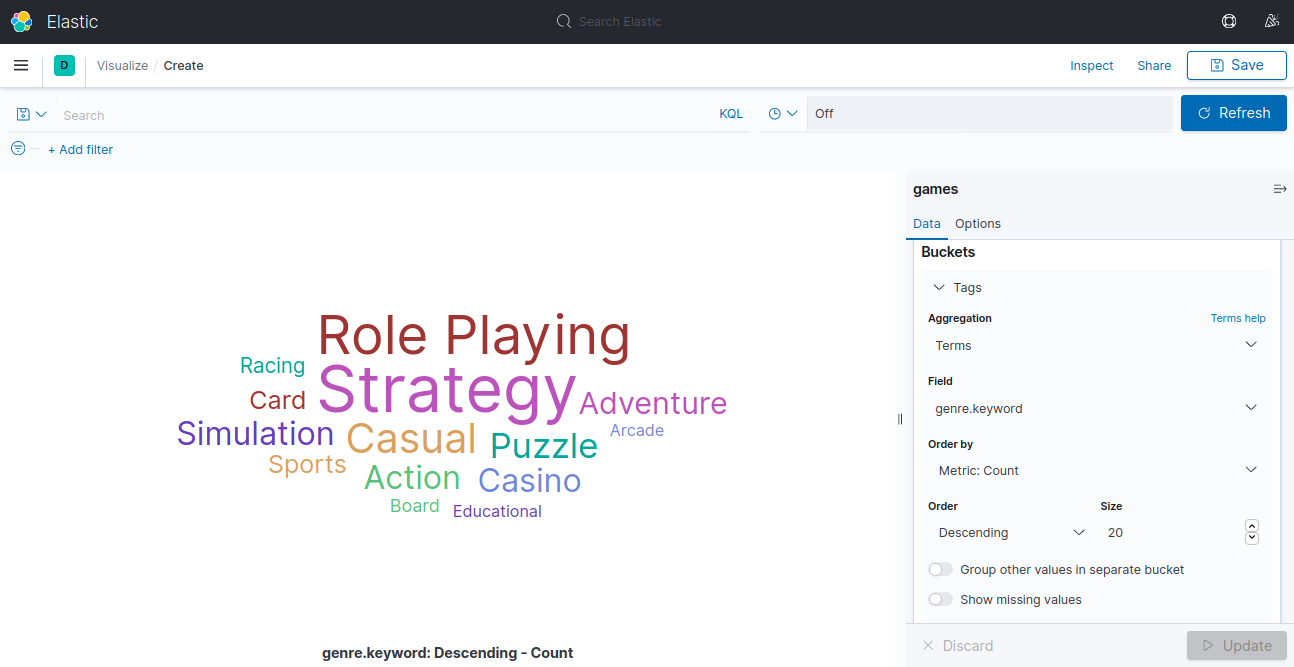 Elastic
Search Elastic
D
Visualize / Create
Inspect
Share
Save
Search
KQL
Off
Refresh
+ Add filter
Role Playing
Racing
Strategy
Card
Adventure
Simulation
Casual
Arcade
Puzzle
Sports
Action
Casino
Board
Educational
genre.keyword: Descending - Count
games
Data
Options
Buckets
Tags
Aggregation
Terms help
Terms
Field
genre.keyword
Order by
Metric: Count
Order
Size
Descending
20
Group other values in separate bucket
Show missing values
Discard
Update